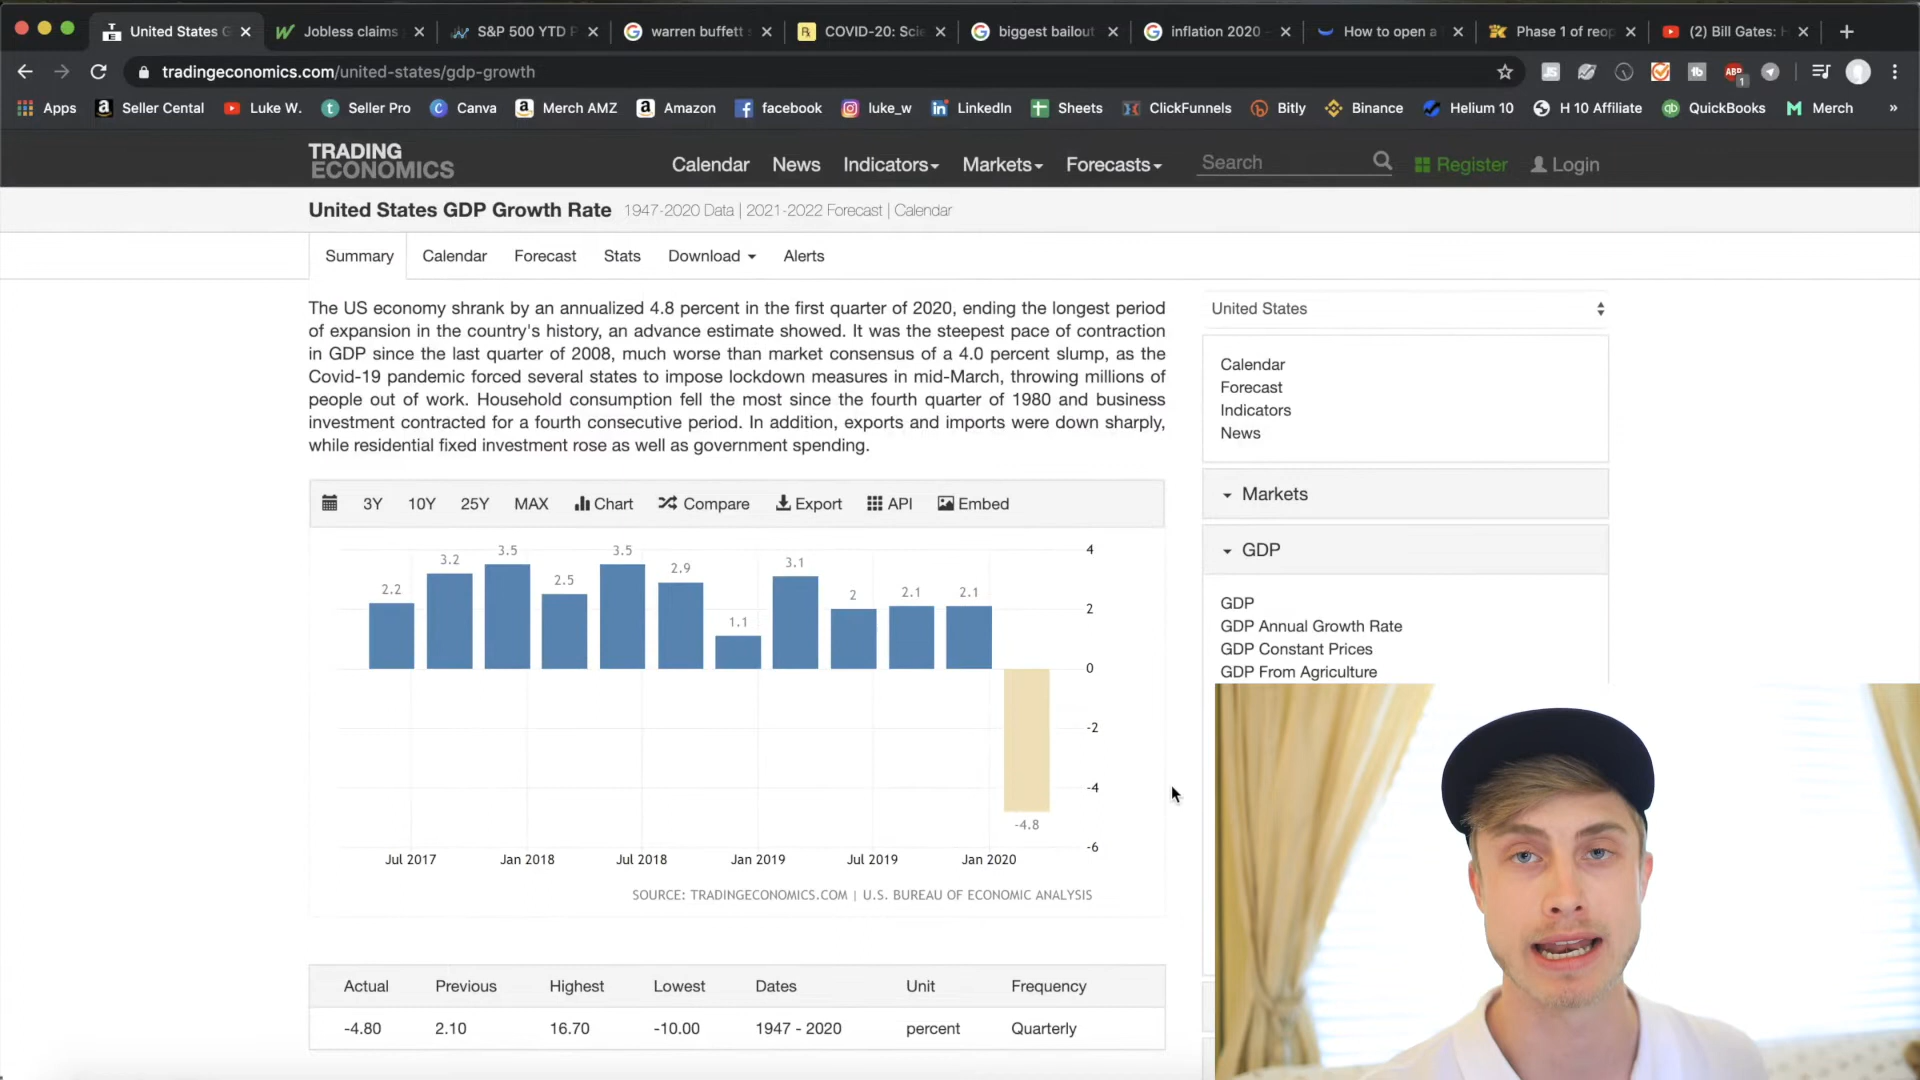 United States G
Jobless claims
S&P 500 YTD P
warren buffett s
COVID-20: Scie
biggest bailout
inflation 2020 -
How to open a
Phase 1 of reop
(2) Bill Gates: H
tradingeconomics.com/united-states/gdp-growth
ABP
1
Apps
Seller Cental
Luke W.
Seller Pro
Canva
Merch AMZ
Amazon
facebook
luke_w
LinkedIn
Sheets
ClickFunnels
Bitly
Binance
Helium 10
H 10 Affiliate
QuickBooks
Merch
»
TRADING
ECONOMICS
Calendar
News
Indicators
Markets
Forecasts
Search
Register
Login
United States GDP Growth Rate 1947-2020 Data | 2021-2022 Forecast | Calendar
Summary
Calendar
Forecast
Stats
Download
Alerts
The US economy shrank by an annualized 4.8 percent in the first quarter of 2020, ending the longest period
of expansion in the country's history, an advance estimate showed. It was the steepest pace of contraction
in GDP since the last quarter of 2008, much worse than market consensus of a 4.0 percent slump, as the
Covid-19 pandemic forced several states to impose lockdown measures in mid-March, throwing millions of
people out of work. Household consumption fell the most since the fourth quarter of 1980 and business
investment contracted for a fourth consecutive period. In addition, exports and imports were down sharply,
while residential fixed investment rose as well as government spending.
United States
Calendar
Forecast
Indicators
News
Markets
GDP
GDP
GDP Annual Growth Rate
GDP Constant Prices
GDP From Agriculture
3Y 10Y 25Y MAX Chart Compare Export API Embed
2.2 3.2 3.5 2.5 3.5 2.9 1.1 3.1 2 2.1 2.1 -4.8
4
2
0
-2
-4
-6
Jul 2017 Jan 2018 Jul 2018 Jan 2019 Jul 2019 Jan 2020
SOURCE: TRADINGECONOMICS.COM | U.S. BUREAU OF ECONOMIC ANALYSIS
Actual Previous Highest Lowest Dates Unit Frequency
-4.80 2.10 16.70 -10.00 1947 - 2020 percent Quarterly